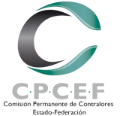 C·P·C·E·F
Comisión Permanente de Contralores
Estado-Federación